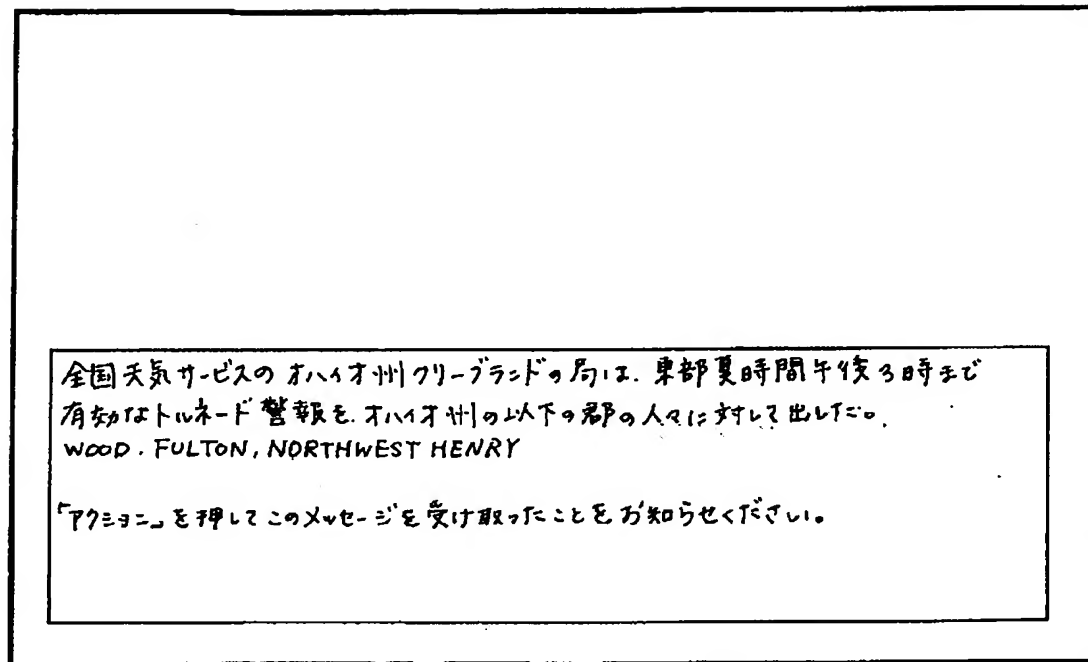 全国天気サービスのオハイオ州クリーブランドの局は、東部夏時間午後3時まで
有効なトルネード警報を、オハイオ州の以下の郡の人々に対して出した。
WOOD. FULTON, NORTHWEST HENRY
「アクション」を押してこのメッセージを受け取ったことをお知らせください。